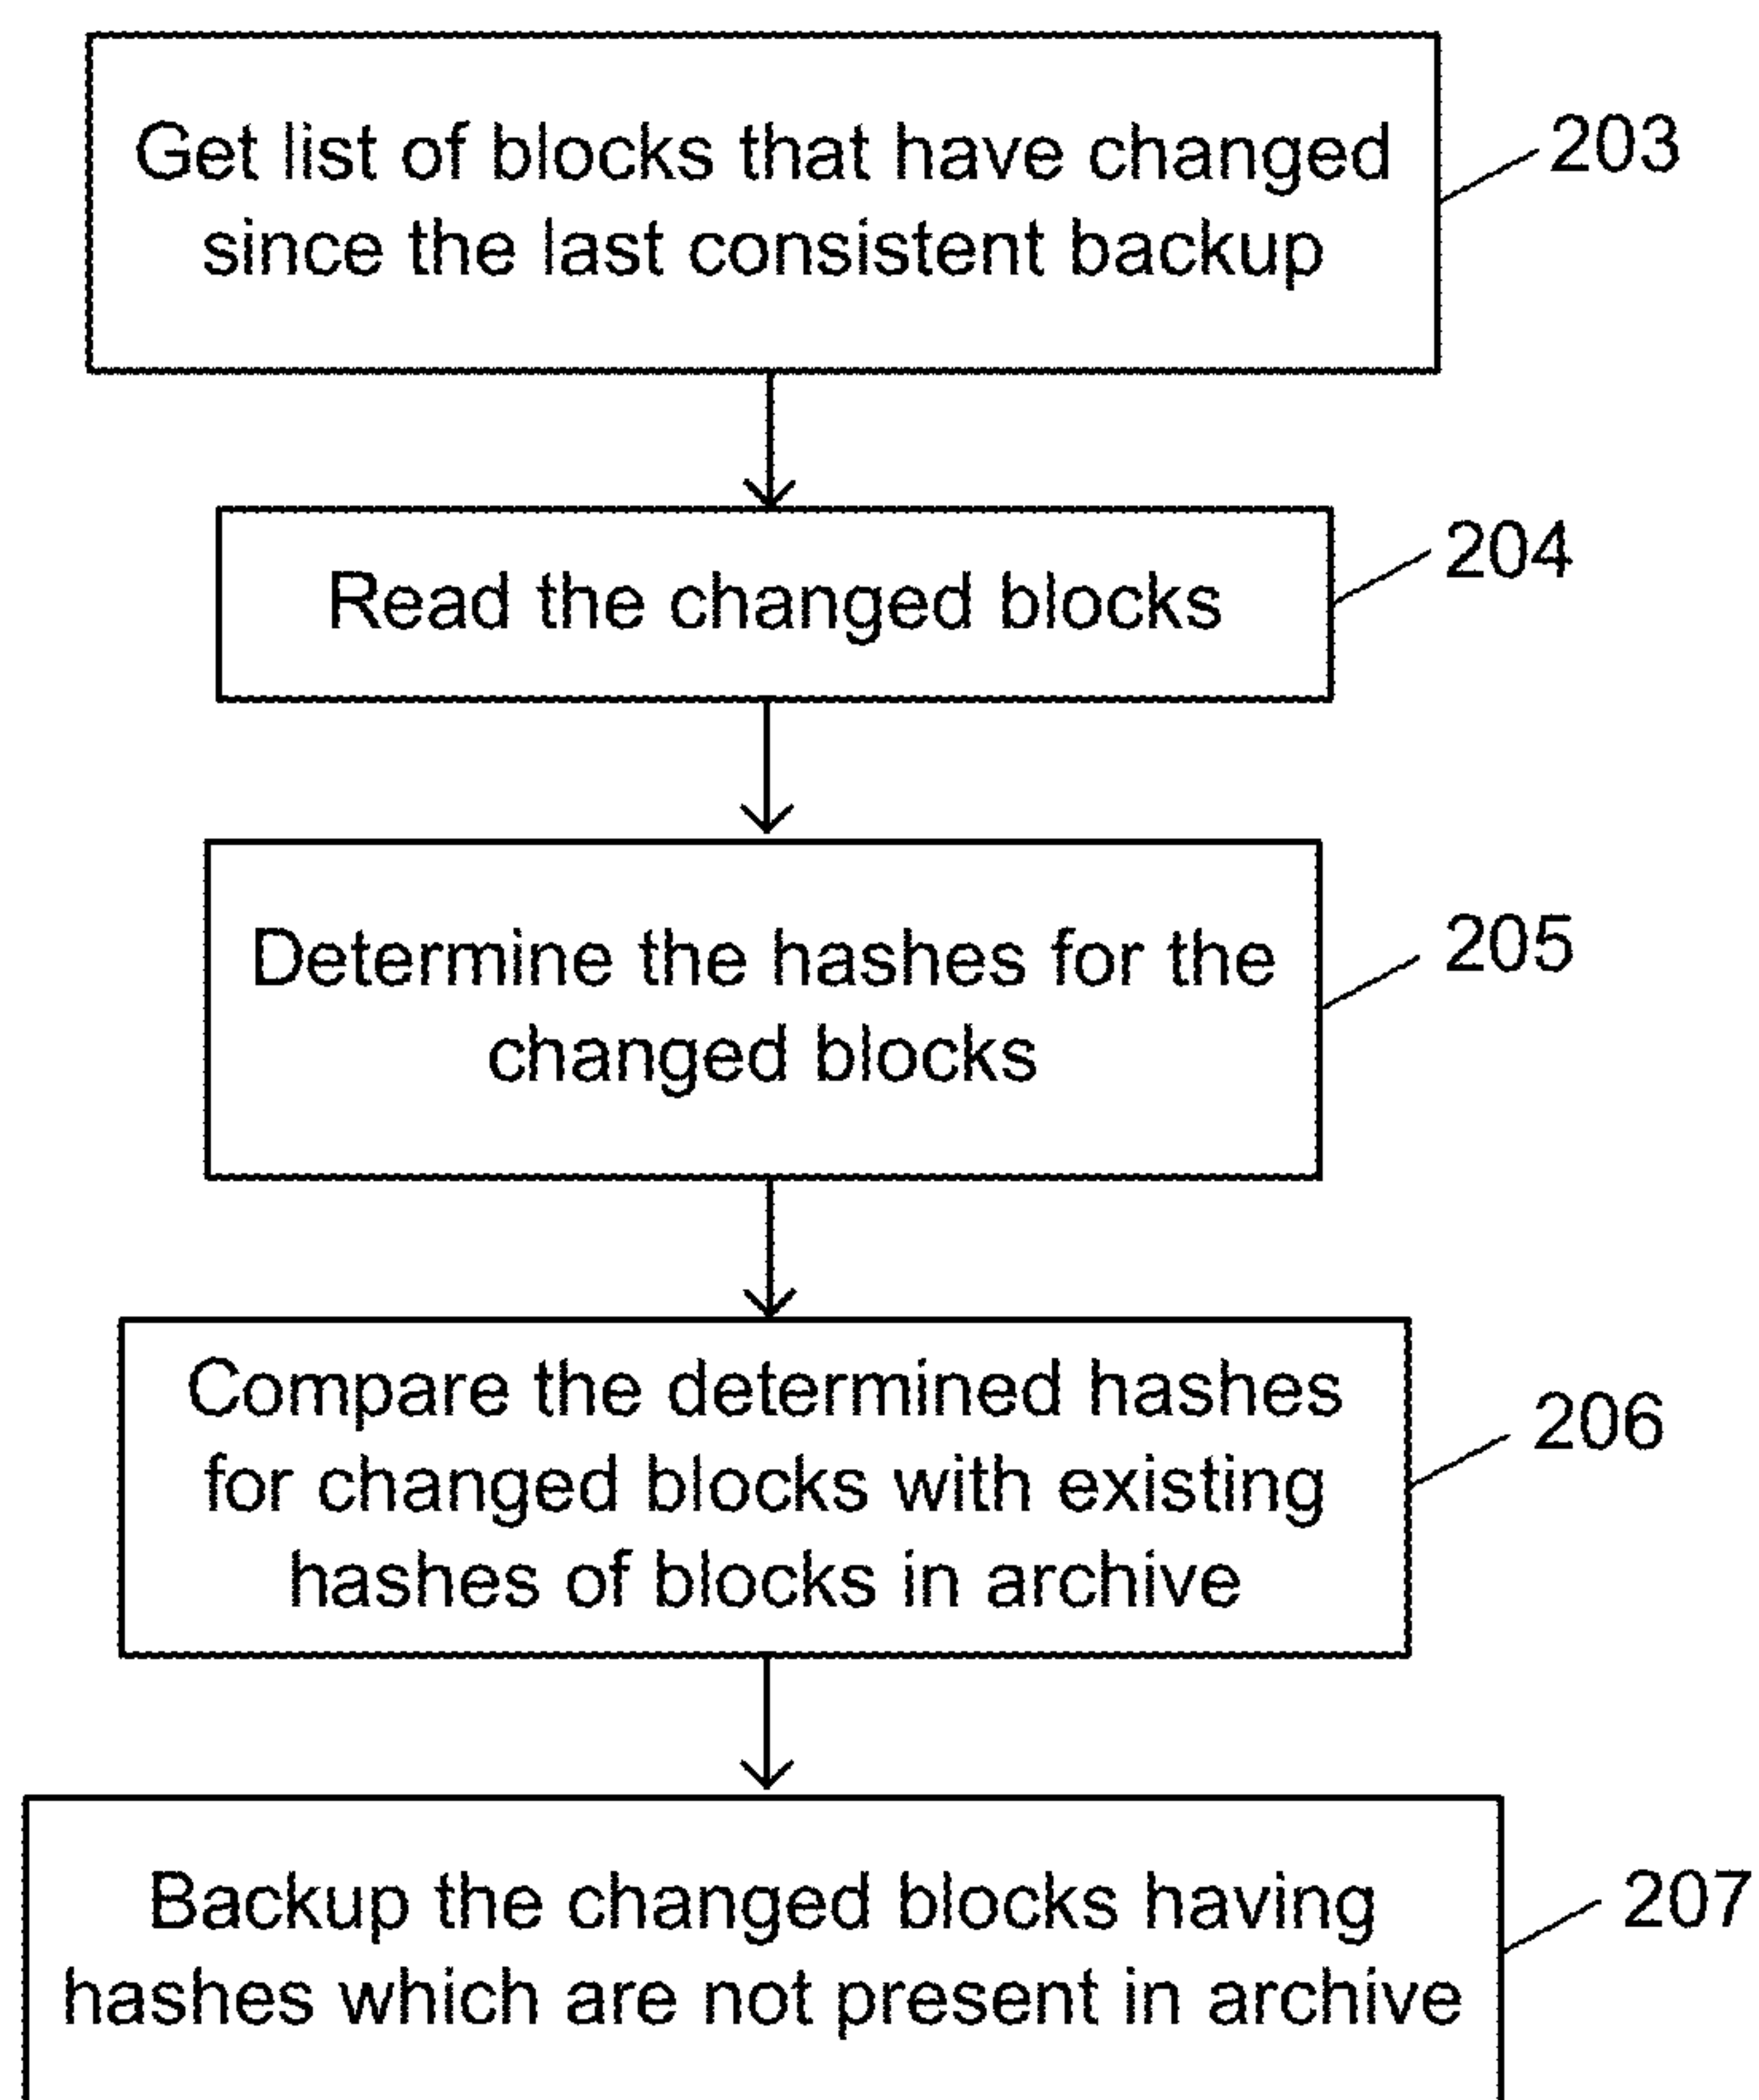 Get list of blocks that have changed
since the last consistent backup
203
Read the changed blocks
204
Determine the hashes for the
changed blocks
205
Compare the determined hashes
for changed blocks with existing
hashes of blocks in archive
206
Backup the changed blocks having
hashes which are not present in archive
207